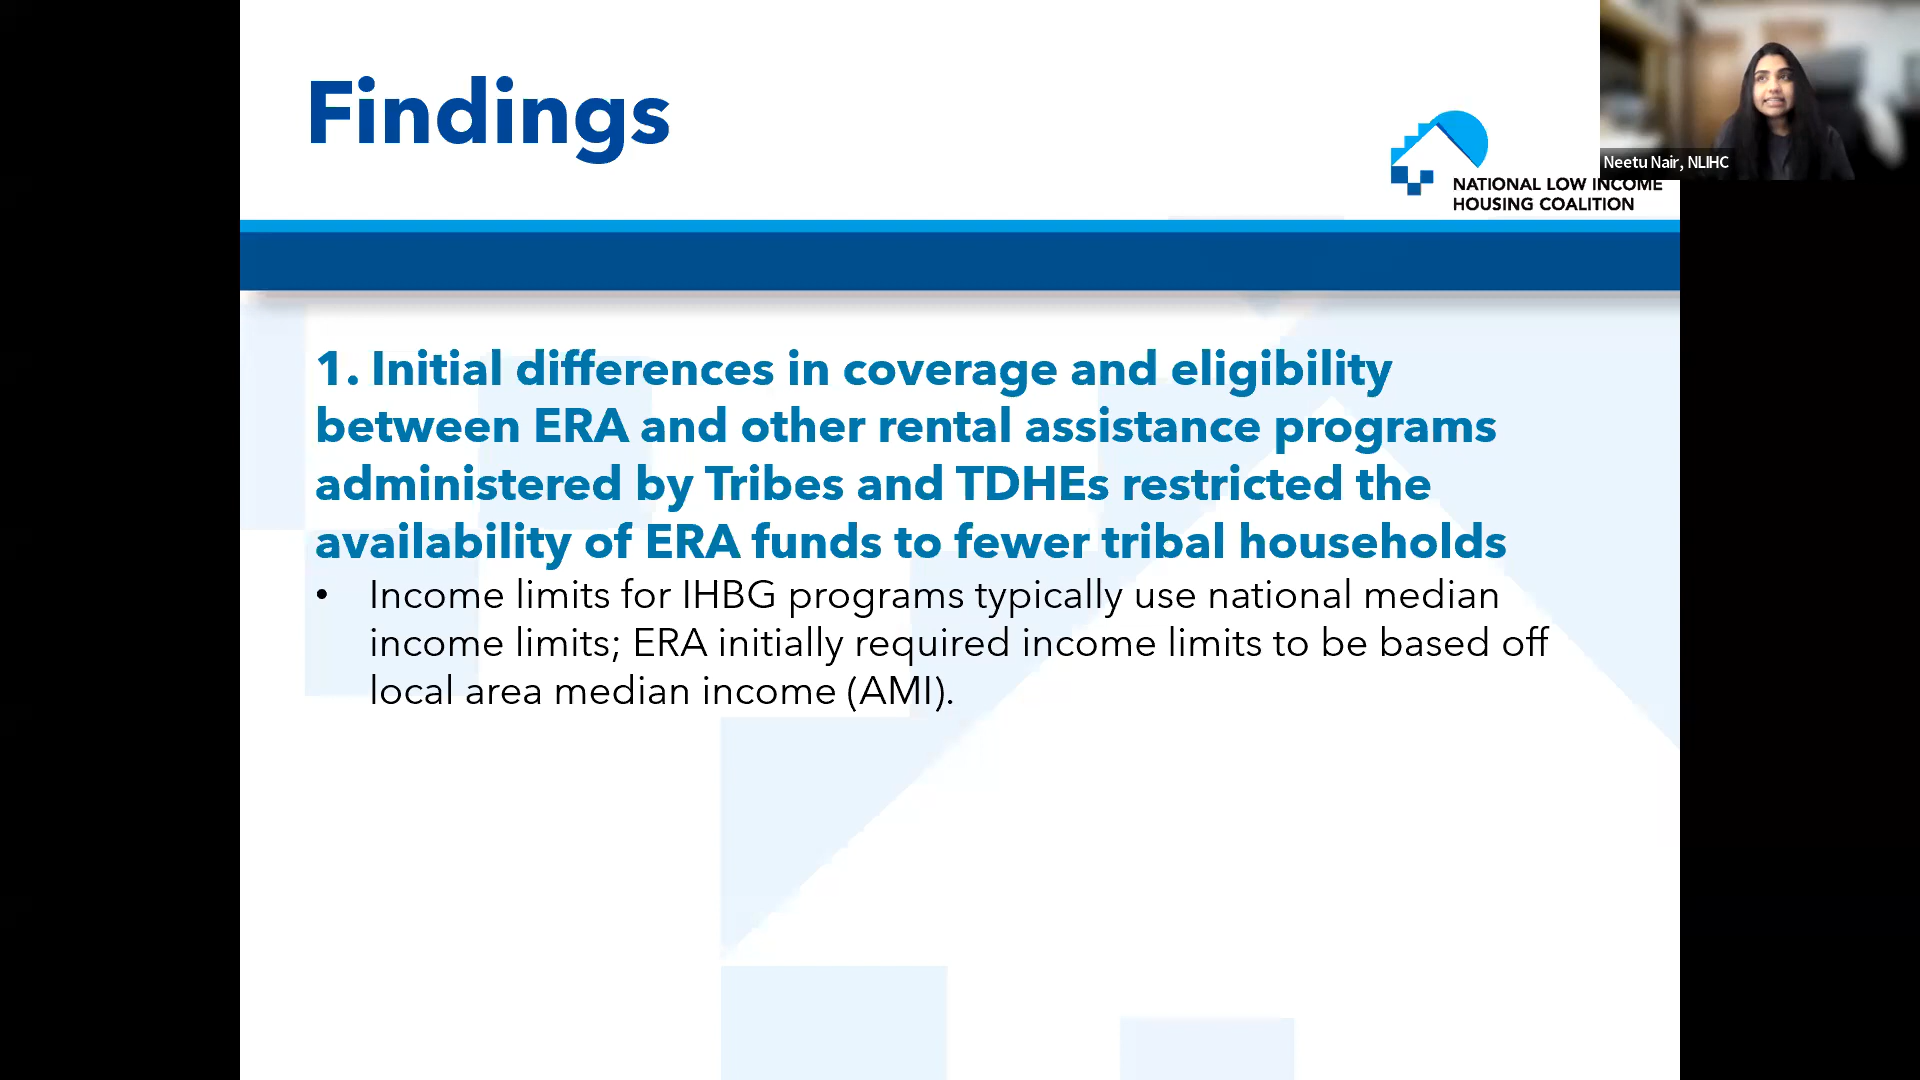 Findings
NATIONAL LOW INCOME
HOUSING COALITION
Neetu Nair, NLIHC
1. Initial differences in coverage and eligibility
between ERA and other rental assistance programs
administered by Tribes and TDHEs restricted the
availability of ERA funds to fewer tribal households
• Income limits for IHBG programs typically use national median
income limits; ERA initially required income limits to be based off
local area median income (AMI).